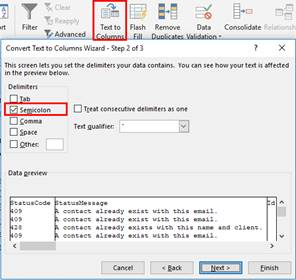 Filter
Clear
Reapply
Advanced
Text to Columns
Flash Fill
Remove Duplicates
Data Validation
Consolidate
Relationships
Convert Text to Columns Wizard - Step 2 of 3
This screen lets you set the delimiters your data contains. You can see how your text is affected
in the preview below.
Delimiters
Tab
Semicolon
Comma
Space
Other:
Treat consecutive delimiters as one
Text qualifier: "
Data preview
StatusCode StatusMessage Id
409 A contact already exist with this email.
409 A contact already exist with this email.
428 A contact already exists with this name and client.
409 A contact already exist with this email.
Cancel < Back Next > Finish